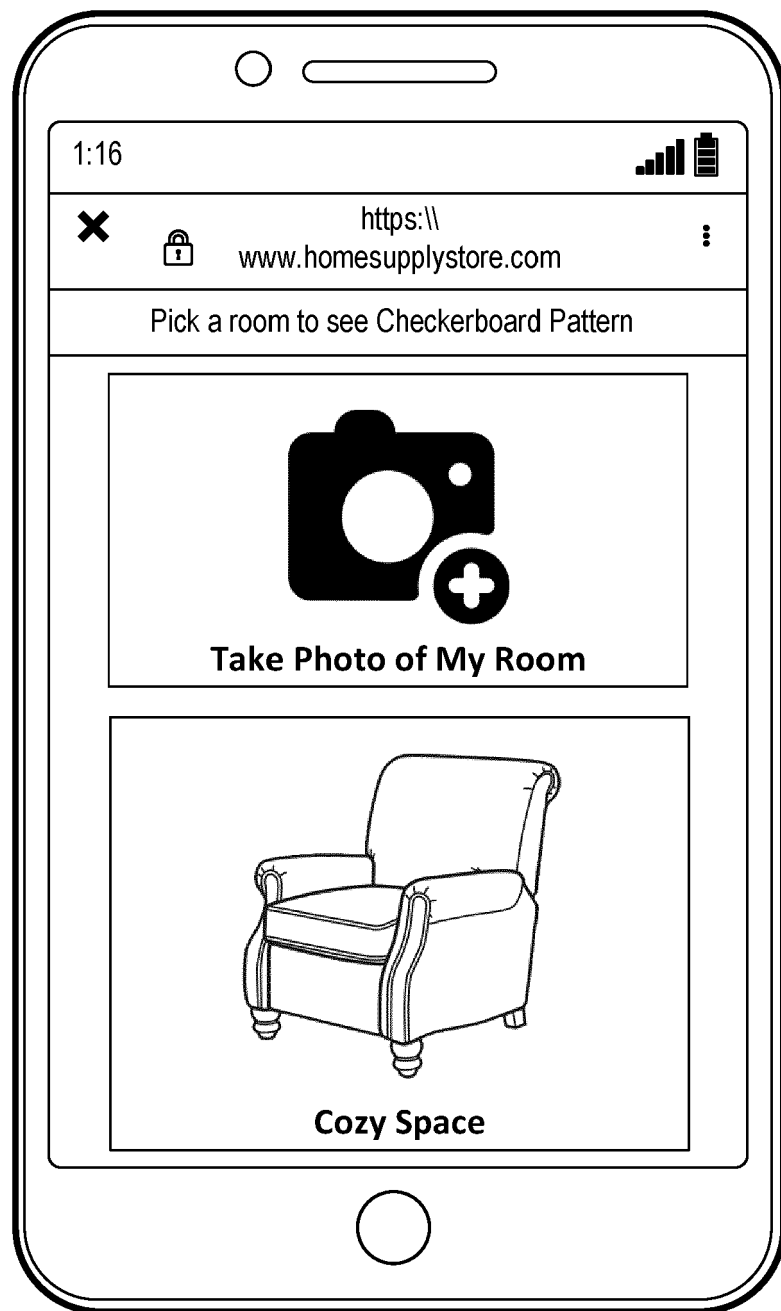 1:16
https:\\
www.homesupplystore.com
Pick a room to see Checkerboard Pattern
Take Photo of My Room
Cozy Space